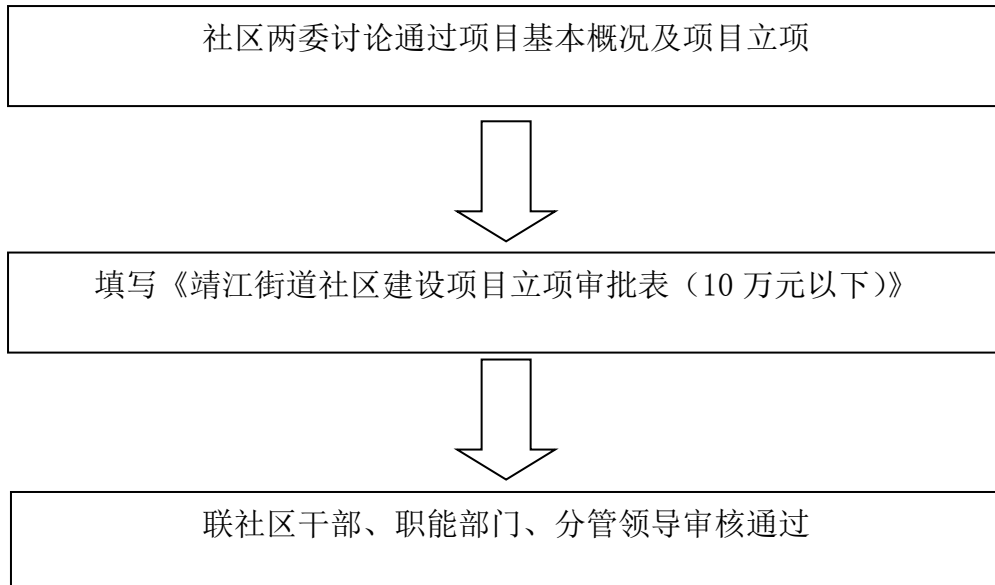 社区两委讨论通过项目基本概况及项目立项
填写《靖江街道社区建设项目立项审批表（10万元以下）》
联社区干部、职能部门、分管领导审核通过